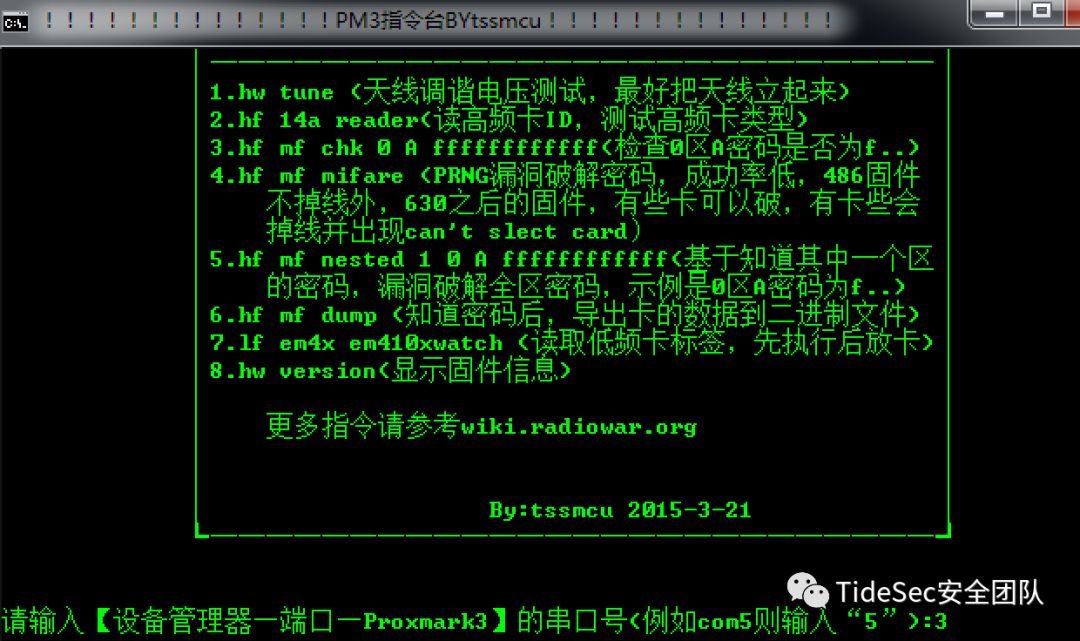 ！！！！！！！！！！！！！！PM3指令台BYtssmcu！！！！！！！！！！！！！！
1.hw tune (天线调谐电压测试，最好把天线立起来)
2.hf 14a reader(读高频卡ID，测试高频卡类型)
3.hf mf chk 0 A ffffffffffff(检查0区A密码是否为f..)
4.hf mf mifare (PRNG漏洞破解密码，成功率低，486固件
不掉线外，630之后的固件，有些卡可以破，有卡些会
掉线并出现can't slect card)
5.hf mf nested 1 0 A ffffffffffff(基于知道其中一个区
的密码，漏洞破解全区密码，示例是0区A密码为f..)
6.hf mf dump (知道密码后，导出卡的数据到二进制文件)
7.lf em4x em410xwatch (读取低频卡标签，先执行后放卡)
8.hw version(显示固件信息)
更多指令请参考wiki.radiowar.org
By:tssmcu 2015-3-21
TideSec安全团队
请输入【设备管理器—端口—Proxmark3】的串口号(例如com5则输入“5”):3